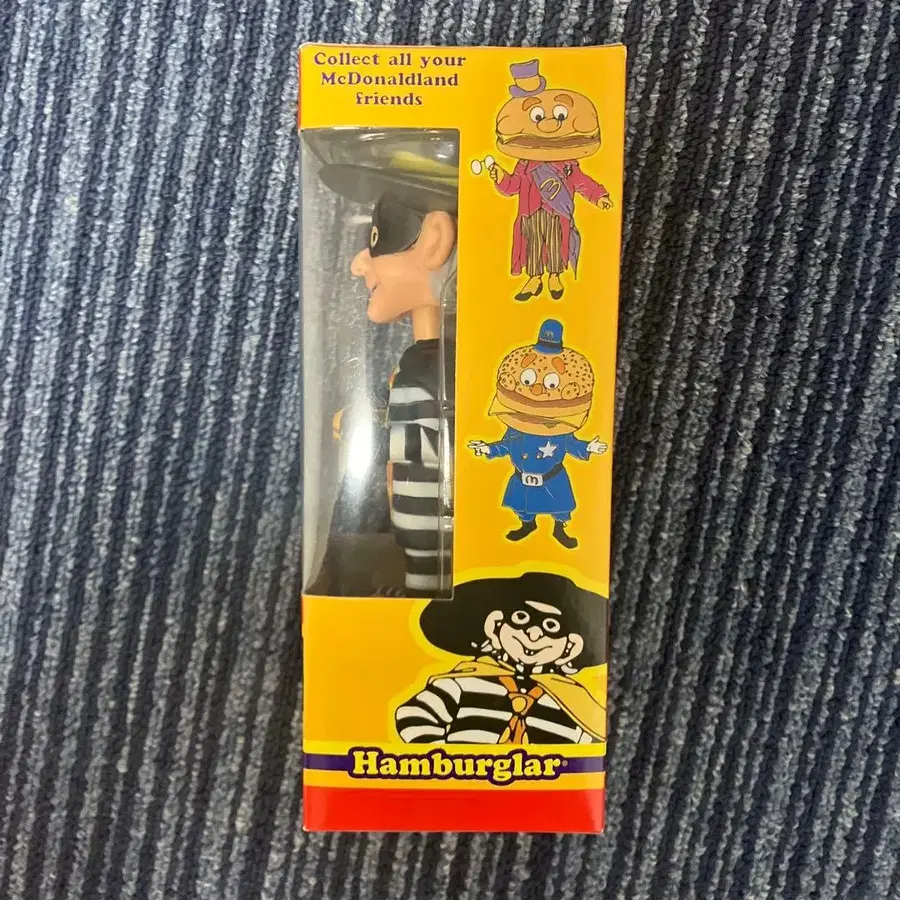 Collect all your
McDonaldland
friends
Hamburglar®